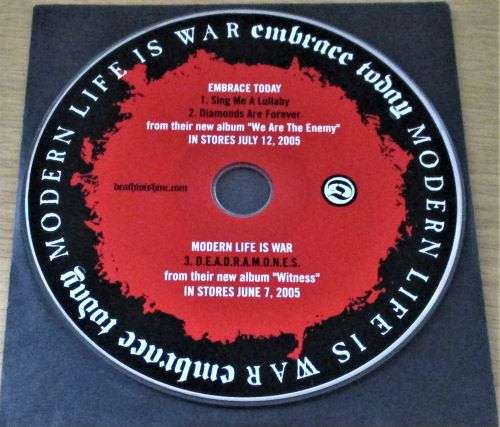 MODERN LIFE IS WAR embrace today MODERN LIFE IS WAR embrace today
EMBRACE TODAY
1. Sing Me A Lullaby
2. Diamonds Are Forever
from their new album "We Are The Enemy"
IN STORES JULY 12, 2005
deathwishinc.com
MODERN LIFE IS WAR
3. D.E.A.D.R.A.M.O.N.E.S.
from their new album "Witness"
IN STORES JUNE 7, 2005